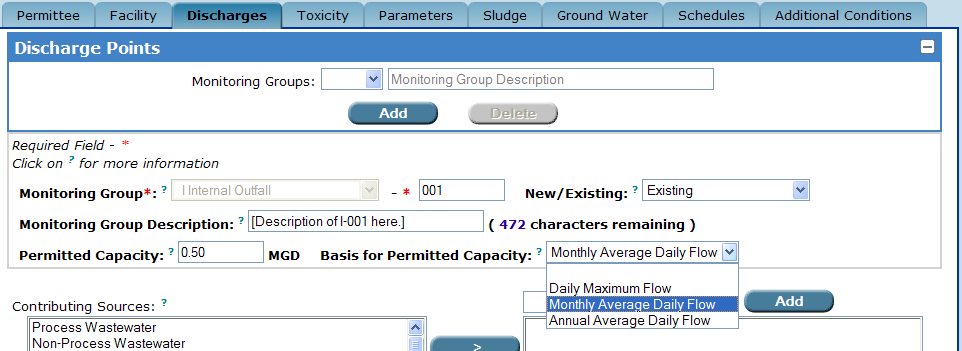 Permittee Facility Discharges Toxicity Parameters Sludge Ground Water Schedules Additional Conditions
Discharge Points
Monitoring Groups: Monitoring Group Description
Add Delete
Required Field - *
Click on ? for more information
Monitoring Group*: ? I Internal Outfall - * 001 New/Existing: ? Existing
Monitoring Group Description: ? [Description of I-001 here.] ( 472 characters remaining )
Permitted Capacity: ? 0.50 MGD Basis for Permitted Capacity: ? Monthly Average Daily Flow
Daily Maximum Flow
Monthly Average Daily Flow
Annual Average Daily Flow
Contributing Sources: ? Add
Process Wastewater
Non-Process Wastewater
>